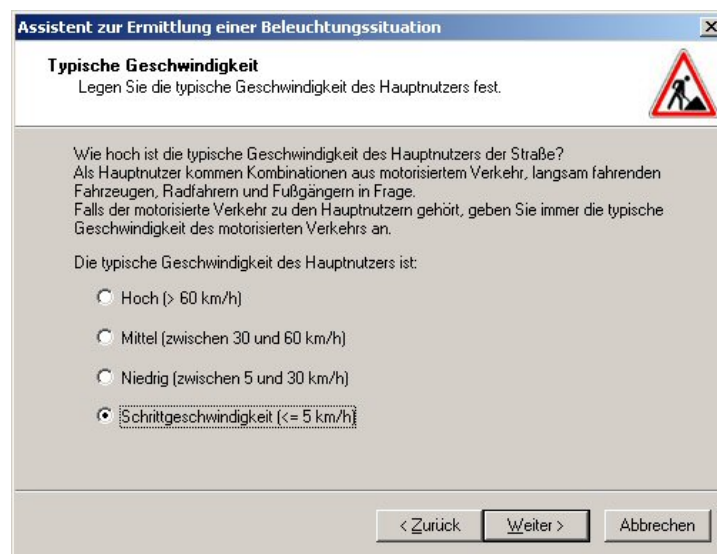 Assistent zur Ermittlung einer Beleuchtungssituation
Typische Geschwindigkeit
Legen Sie die typische Geschwindigkeit des Hauptnutzers fest.
Wie hoch ist die typische Geschwindigkeit des Hauptnutzers der Straße?
Als Hauptnutzer kommen Kombinationen aus motorisiertem Verkehr, langsam fahrenden
Fahrzeugen, Radfahrern und Fußgängern in Frage.
Falls der motorisierte Verkehr zu den Hauptnutzern gehört, geben Sie immer die typische
Geschwindigkeit des motorisierten Verkehrs an.
Die typische Geschwindigkeit des Hauptnutzers ist:
Hoch (> 60 km/h)
Mittel (zwischen 30 und 60 km/h)
Niedrig (zwischen 5 und 30 km/h)
Schrittgeschwindigkeit (<= 5 km/h)
< Zurück Weiter > Abbrechen